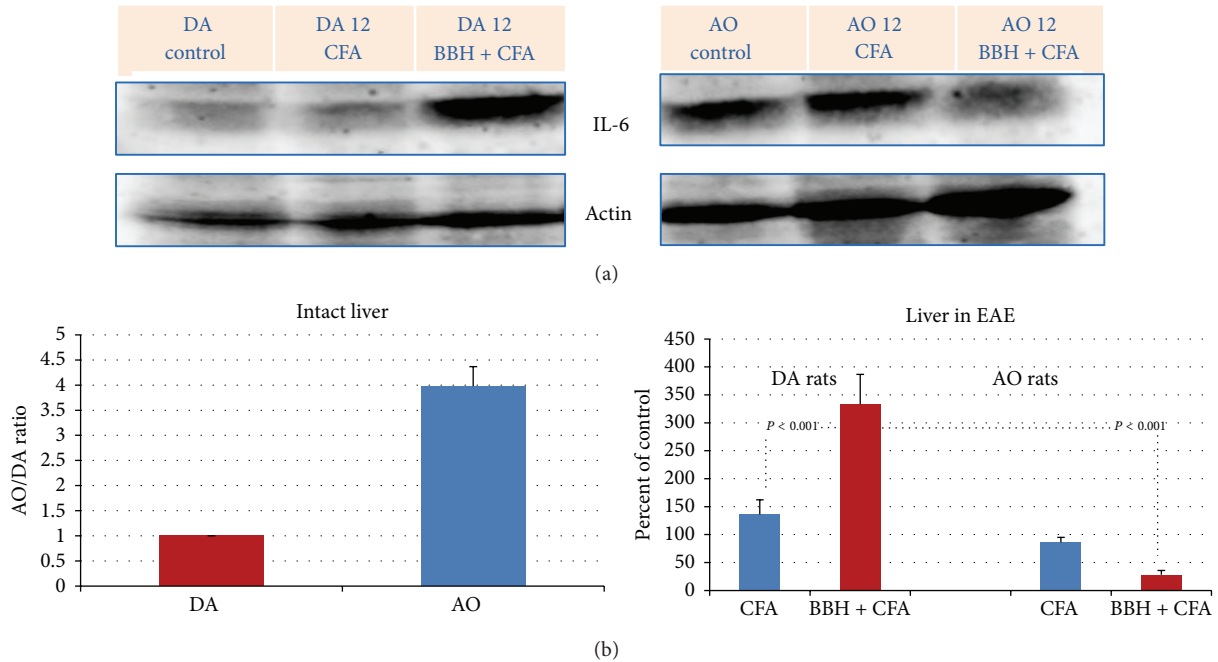 DA
control
DA 12
CFA
DA 12
BBH + CFA
AO
control
AO 12
CFA
AO 12
BBH + CFA
IL-6
Actin
(a)
Intact liver
AO/DA ratio
5
4.5
4
3.5
3
2.5
2
1.5
1
0.5
0
DA
AO
Liver in EAE
Percent of control
450
400
350
300
250
200
150
100
50
0
DA rats
AO rats
P < 0.001
P < 0.001
CFA
BBH + CFA
CFA
BBH + CFA
(b)